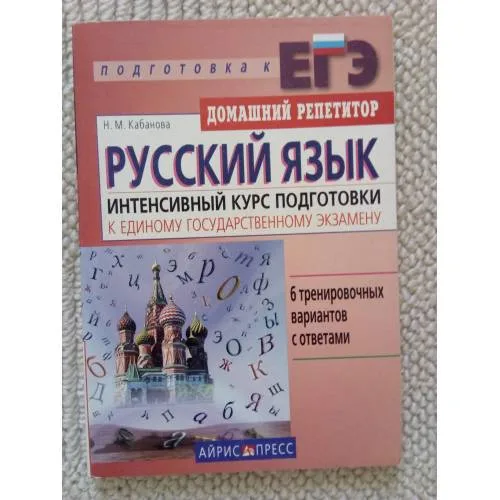 подготовка к
ЕГЭ
ДОМАШНИЙ РЕПЕТИТОР
Н. М. Кабанова
РУССКИЙ ЯЗЫК
ИНТЕНСИВНЫЙ КУРС ПОДГОТОВКИ
К ЕДИНОМУ ГОСУДАРСТВЕННОМУ ЭКЗАМЕНУ
6 тренировочных
вариантов
с ответами
АЙРИС ПРЕСС